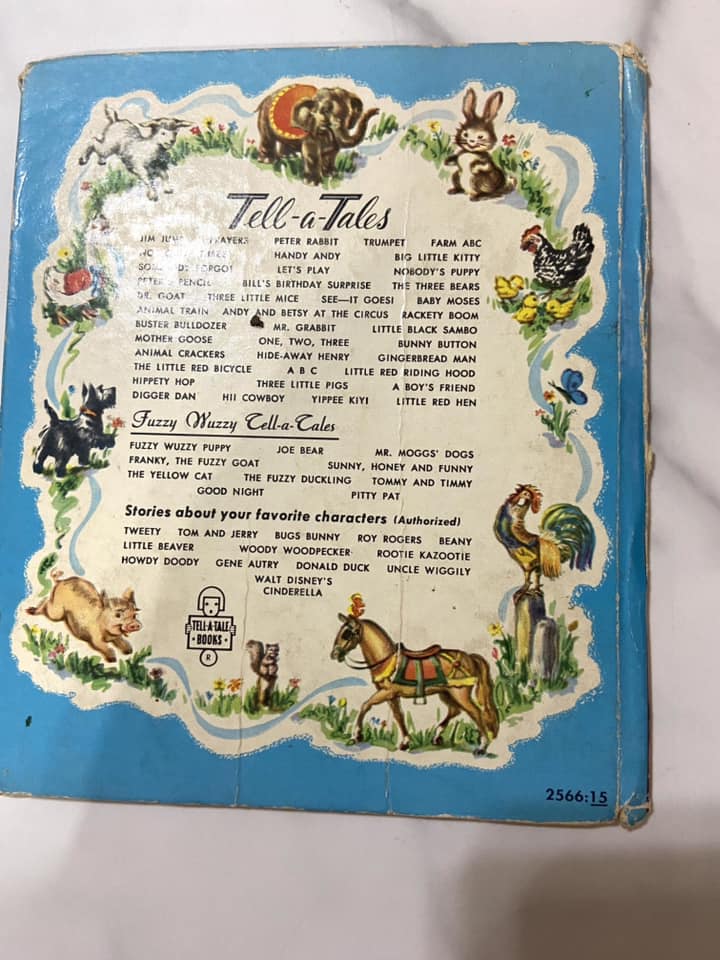 Tell-a-Tales
JIM PRAYERS PETER RABBIT TRUMPET FARM ABC
HANDY ANDY BIG LITTLE KITTY
FORGOT LET'S PLAY NOBODY'S PUPPY
PENCIL BILL'S BIRTHDAY SURPRISE THE THREE BEARS
DR. GOAT THREE LITTLE MICE SEE—IT GOES! BABY MOSES
ANIMAL TRAIN ANDY AND BETSY AT THE CIRCUS RACKETY BOOM
BUSTER BULLDOZER MR. GRABBIT LITTLE BLACK SAMBO
MOTHER GOOSE ONE, TWO, THREE BUNNY BUTTON
ANIMAL CRACKERS HIDE-AWAY HENRY GINGERBREAD MAN
THE LITTLE RED BICYCLE A B C LITTLE RED RIDING HOOD
HIPPETY HOP THREE LITTLE PIGS A BOY'S FRIEND
DIGGER DAN HI! COWBOY YIPPEE KIYI LITTLE RED HEN
Fuzzy Wuzzy Tell-a-Tales
FUZZY WUZZY PUPPY JOE BEAR MR. MOGGS' DOGS
FRANKY, THE FUZZY GOAT SUNNY, HONEY AND FUNNY
THE YELLOW CAT THE FUZZY DUCKLING TOMMY AND TIMMY
GOOD NIGHT PITTY PAT
Stories about your favorite characters (Authorized)
TWEETY TOM AND JERRY BUGS BUNNY ROY ROGERS BEANY
LITTLE BEAVER WOODY WOODPECKER ROOTIE KAZOOTIE
HOWDY DOODY GENE AUTRY DONALD DUCK UNCLE WIGGILY
WALT DISNEY'S
CINDERELLA
TELL-A-TALE
BOOKS
R
2566:15